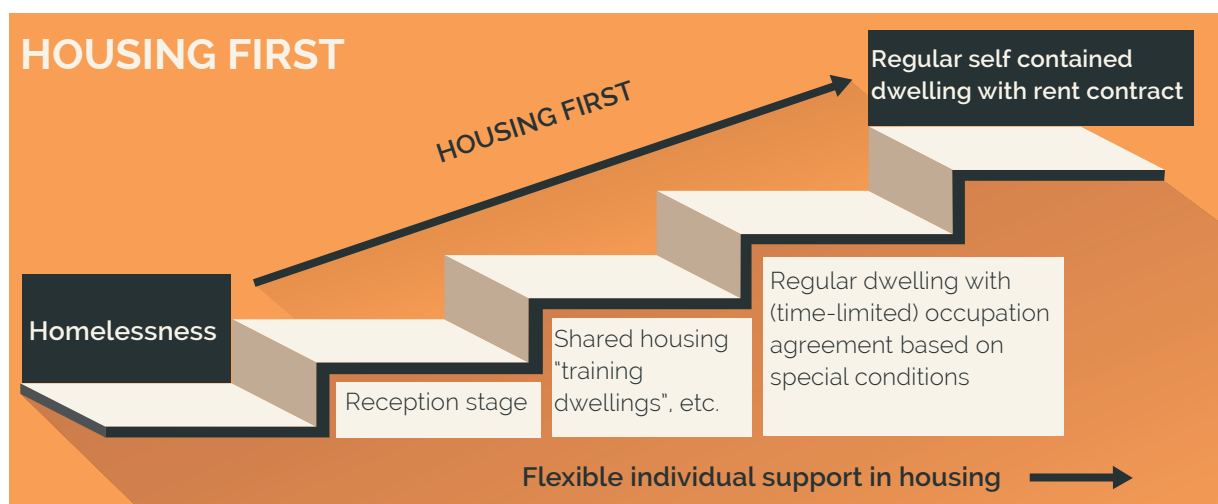 HOUSING FIRST
HOUSING FIRST
Regular self contained
dwelling with rent contract
Homelessness
Reception stage
Shared housing
"training
dwellings", etc.
Regular dwelling with
(time-limited) occupation
agreement based on
special conditions
Flexible individual support in housing